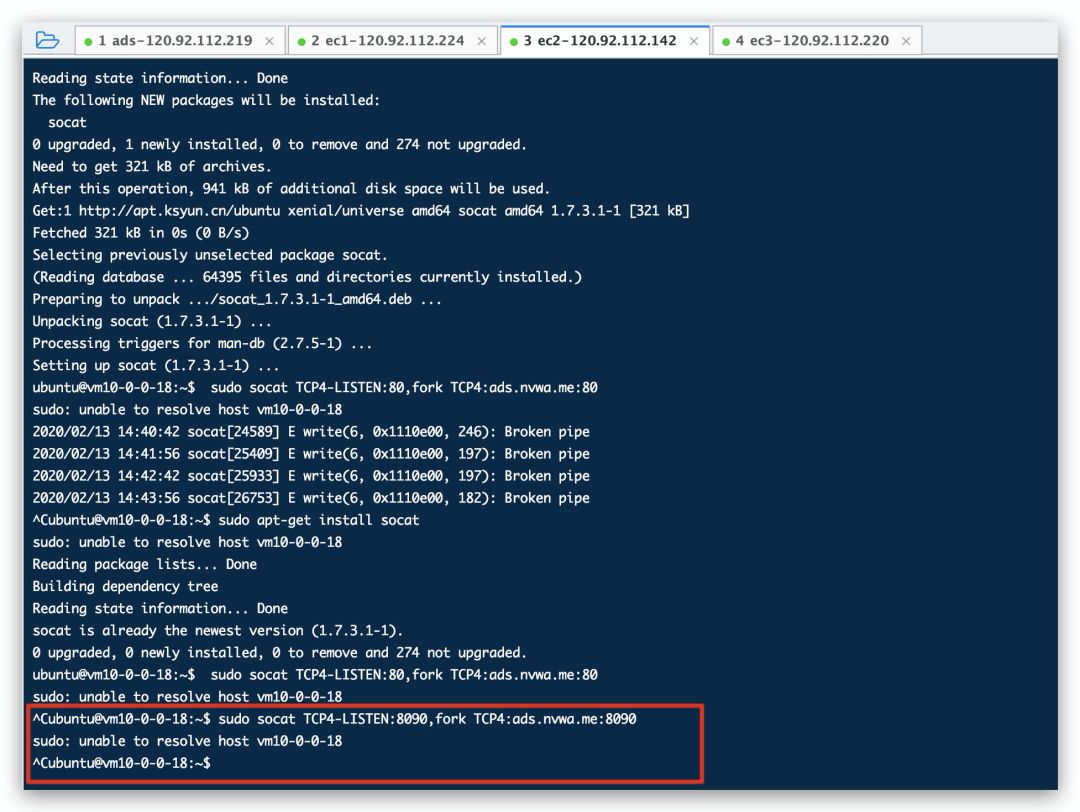 1 ads-120.92.112.219 × 2 ec1-120.92.112.224 × 3 ec2-120.92.112.142 × 4 ec3-120.92.112.220 ×
Reading state information... Done
The following NEW packages will be installed:
  socat
0 upgraded, 1 newly installed, 0 to remove and 274 not upgraded.
Need to get 321 kB of archives.
After this operation, 941 kB of additional disk space will be used.
Get:1 http://apt.ksyun.cn/ubuntu xenial/universe amd64 socat amd64 1.7.3.1-1 [321 kB]
Fetched 321 kB in 0s (0 B/s)
Selecting previously unselected package socat.
(Reading database ... 64395 files and directories currently installed.)
Preparing to unpack .../socat_1.7.3.1-1_amd64.deb ...
Unpacking socat (1.7.3.1-1) ...
Processing triggers for man-db (2.7.5-1) ...
Setting up socat (1.7.3.1-1) ...
ubuntu@vm10-0-0-18:~$  sudo socat TCP4-LISTEN:80,fork TCP4:ads.nvwa.me:80
sudo: unable to resolve host vm10-0-0-18
2020/02/13 14:40:42 socat[24589] E write(6, 0x1110e00, 246): Broken pipe
2020/02/13 14:41:56 socat[25409] E write(6, 0x1110e00, 197): Broken pipe
2020/02/13 14:42:42 socat[25933] E write(6, 0x1110e00, 197): Broken pipe
2020/02/13 14:43:56 socat[26753] E write(6, 0x1110e00, 182): Broken pipe
^Cubuntu@vm10-0-0-18:~$ sudo apt-get install socat
sudo: unable to resolve host vm10-0-0-18
Reading package lists... Done
Building dependency tree
Reading state information... Done
socat is already the newest version (1.7.3.1-1).
0 upgraded, 0 newly installed, 0 to remove and 274 not upgraded.
ubuntu@vm10-0-0-18:~$  sudo socat TCP4-LISTEN:80,fork TCP4:ads.nvwa.me:80
sudo: unable to resolve host vm10-0-0-18
^Cubuntu@vm10-0-0-18:~$ sudo socat TCP4-LISTEN:8090,fork TCP4:ads.nvwa.me:8090
sudo: unable to resolve host vm10-0-0-18
^Cubuntu@vm10-0-0-18:~$